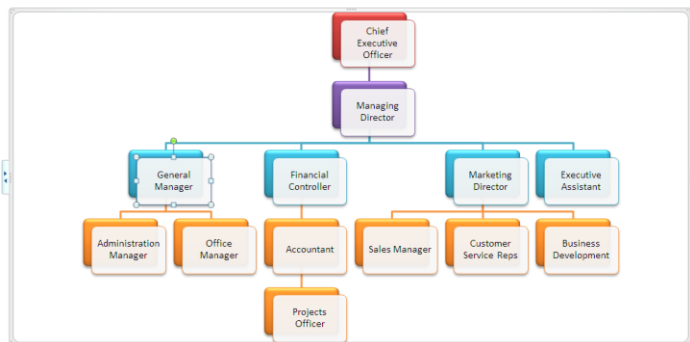 Chief
Executive
Officer
Managing
Director
General
Manager
Financial
Controller
Marketing
Director
Executive
Assistant
Administration
Manager
Office
Manager
Accountant
Sales Manager
Customer
Service Reps
Business
Development
Projects
Officer